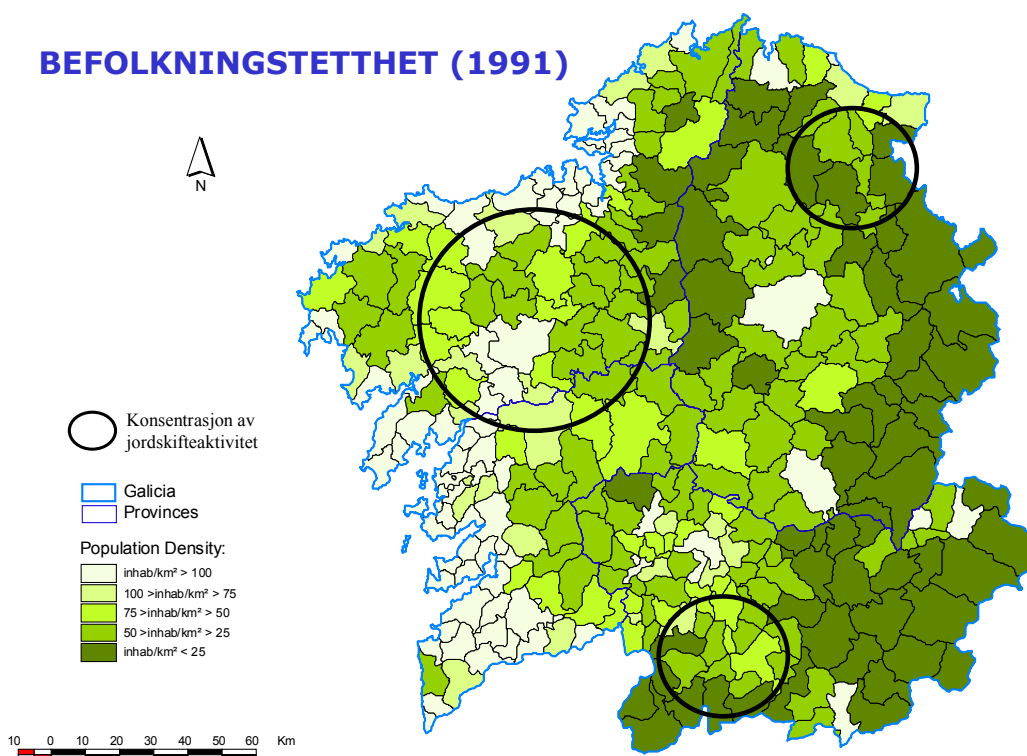 BEFOLKNINGSTETTHET (1991)
N
Konsentrasjon av
jordskifteaktivitet
Galicia
Provinces
Population Density:
inhab/km² > 100
100 >inhab/km² > 75
75 >inhab/km² > 50
50 >inhab/km² > 25
inhab/km² < 25
10 0 10 20 30 40 50 60 Km